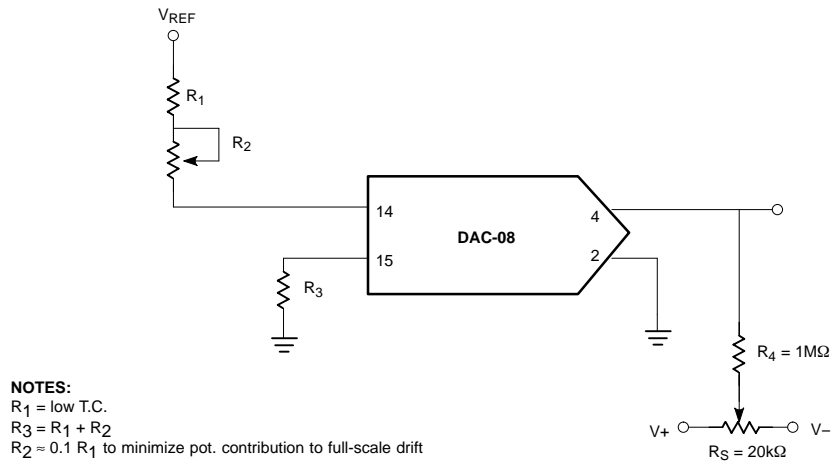 VREF
R1
R2
14
4
DAC-08
15
2
R3
R4 = 1MΩ
NOTES:
R1 = low T.C.
R3 = R1 + R2
R2 ≈ 0.1 R1 to minimize pot. contribution to full-scale drift
V+
V−
RS = 20kΩ